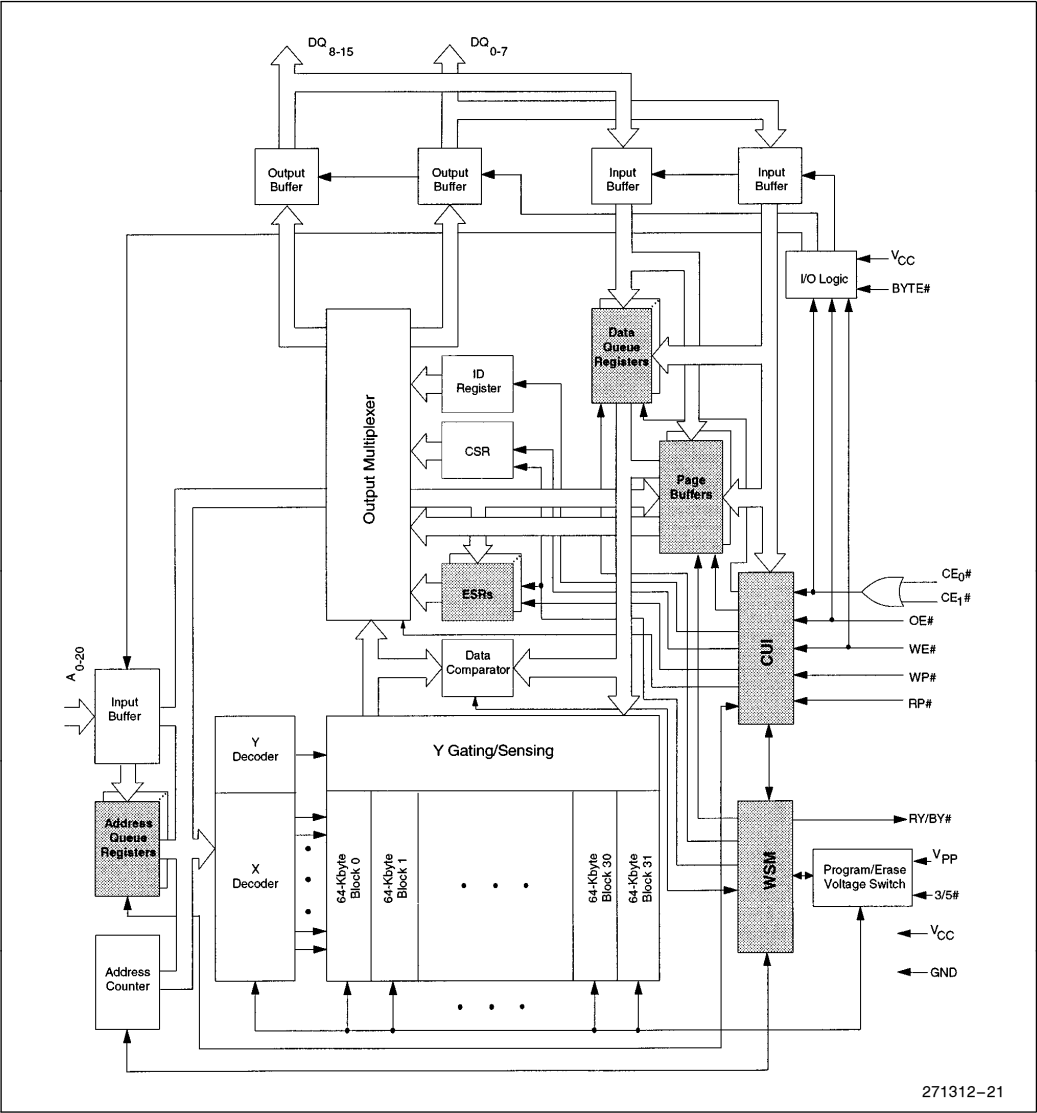 DQ 8-15
DQ 0-7
Output
Buffer
Output
Buffer
Input
Buffer
Input
Buffer
I/O Logic
VCC
BYTE#
Data
Queue
Registers
ID
Register
CSR
Output Multiplexer
Page
Buffers
ESRs
CE0#
CE1#
OE#
WE#
WP#
RP#
CUI
Data
Comparator
A0-20
Input
Buffer
Y
Decoder
Y Gating/Sensing
Address
Queue
Registers
X
Decoder
64-Kbyte
Block 0
64-Kbyte
Block 1
64-Kbyte
Block 30
64-Kbyte
Block 31
WSM
RY/BY#
Program/Erase
Voltage Switch
VPP
3/5#
VCC
GND
Address
Counter
271312–21